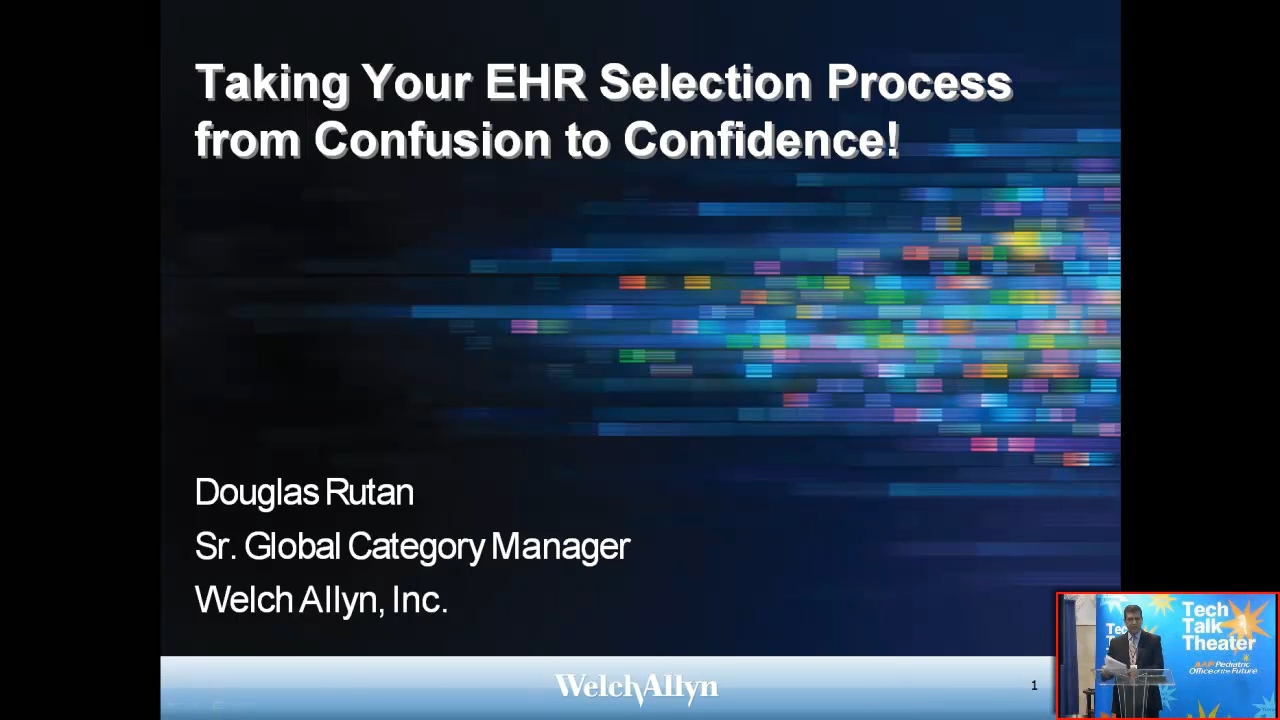 Taking Your EHR Selection Process
from Confusion to Confidence!
Douglas Rutan
Sr. Global Category Manager
Welch Allyn, Inc.
WelchAllyn
1
Tech
Talk
Theater
AAP Pediatric
Office of the Future